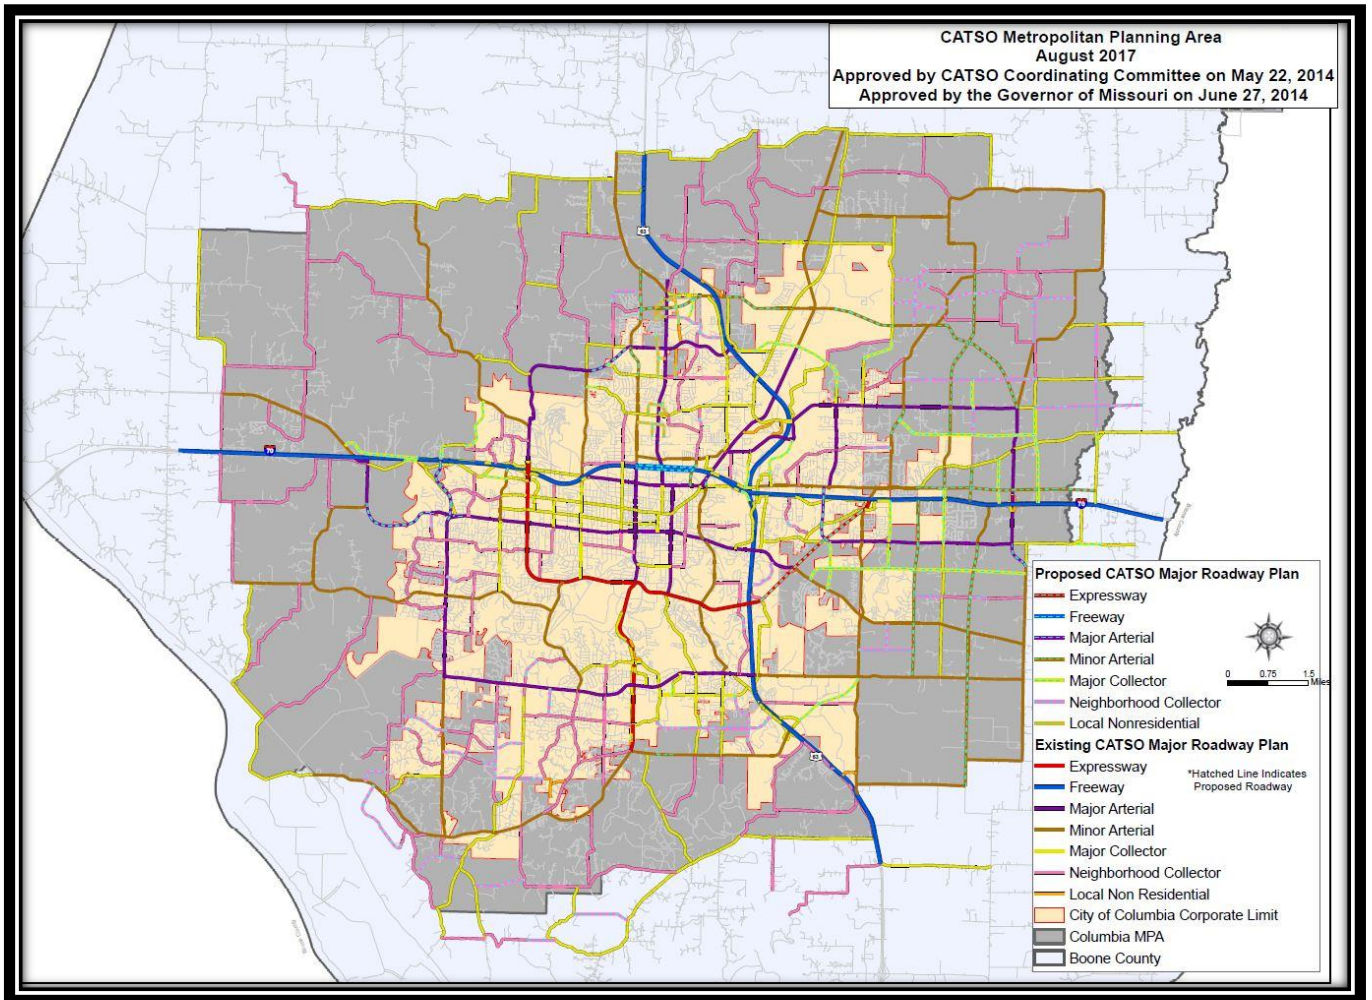 CATSO Metropolitan Planning Area
August 2017
Approved by CATSO Coordinating Committee on May 22, 2014
Approved by the Governor of Missouri on June 27, 2014
63
70
70
63
Proposed CATSO Major Roadway Plan
Expressway
Freeway
Major Arterial
Minor Arterial
Major Collector
Neighborhood Collector
Local Nonresidential
0 0.75 1.5
Miles
Existing CATSO Major Roadway Plan
Expressway
*Hatched Line Indicates
Proposed Roadway
Freeway
Major Arterial
Minor Arterial
Major Collector
Neighborhood Collector
Local Non Residential
City of Columbia Corporate Limit
Columbia MPA
Boone County